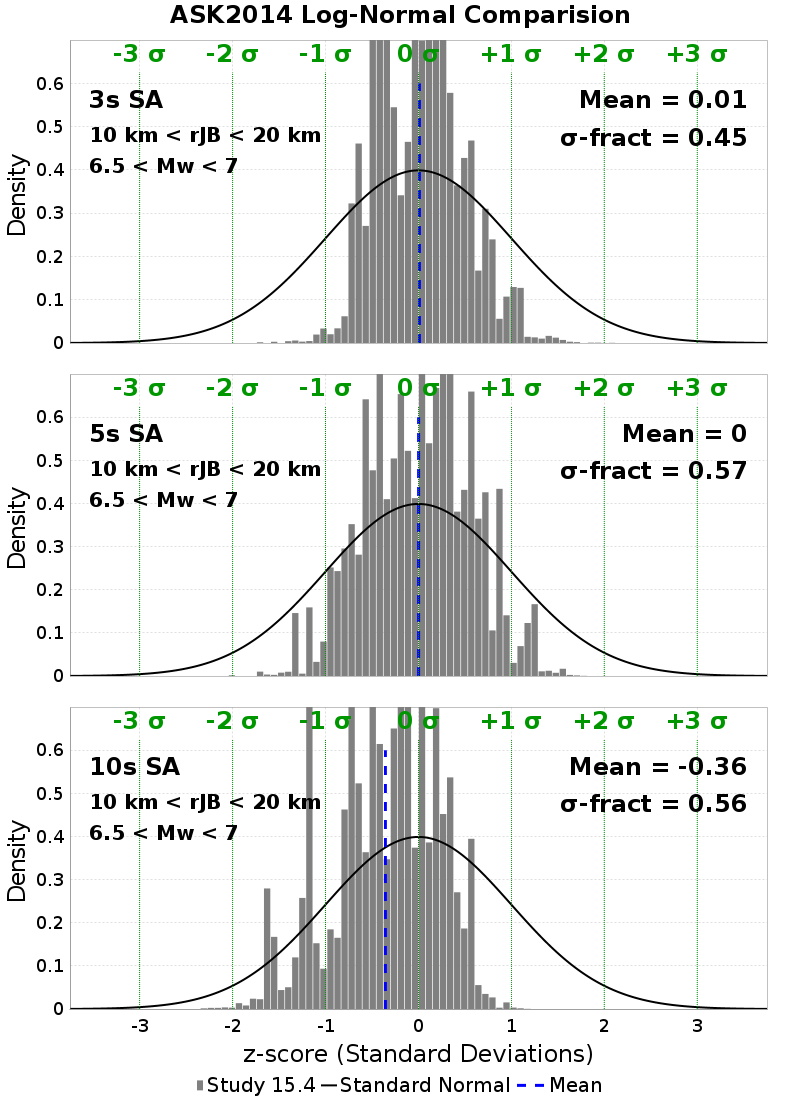 ASK2014 Log-Normal Comparision
-3 σ -2 σ -1 σ 0 σ +1 σ +2 σ +3 σ
0.6
3s SA Mean = 0.01
0.5
10 km < rJB < 20 km σ-fract = 0.45
6.5 < Mw < 7
0.4
0.3
0.2
0.1
0
Density
-3 σ -2 σ -1 σ 0 σ +1 σ +2 σ +3 σ
0.6
5s SA Mean = 0
0.5
10 km < rJB < 20 km σ-fract = 0.57
6.5 < Mw < 7
0.4
0.3
0.2
0.1
0
Density
-3 σ -2 σ -1 σ 0 σ +1 σ +2 σ +3 σ
0.6
10s SA Mean = -0.36
0.5
10 km < rJB < 20 km σ-fract = 0.56
6.5 < Mw < 7
0.4
0.3
0.2
0.1
0
Density
-3 -2 -1 0 1 2 3
z-score (Standard Deviations)
Study 15.4 Standard Normal Mean